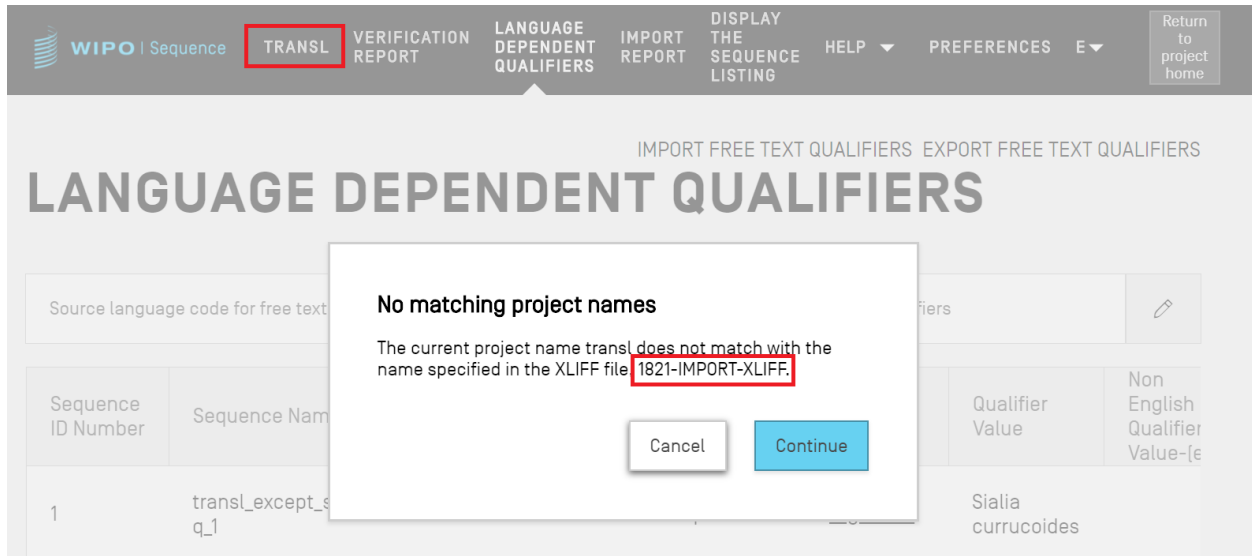 WIPO | Sequence
TRANSL
VERIFICATION
REPORT
LANGUAGE
DEPENDENT
QUALIFIERS
IMPORT
REPORT
DISPLAY
THE
SEQUENCE
LISTING
HELP
PREFERENCES
E
Return
to
project
home
IMPORT FREE TEXT QUALIFIERS EXPORT FREE TEXT QUALIFIERS
LANGUAGE DEPENDENT QUALIFIERS
Source language code for free text
fiers
No matching project names
The current project name transl does not match with the
name specified in the XLIFF file, 1821-IMPORT-XLIFF.
Cancel
Continue
Sequence
ID Number
Sequence Nam
Qualifier
Value
Non
English
Qualifier
Value-[e
1
transl_except_s
q_1
Sialia
currucoides